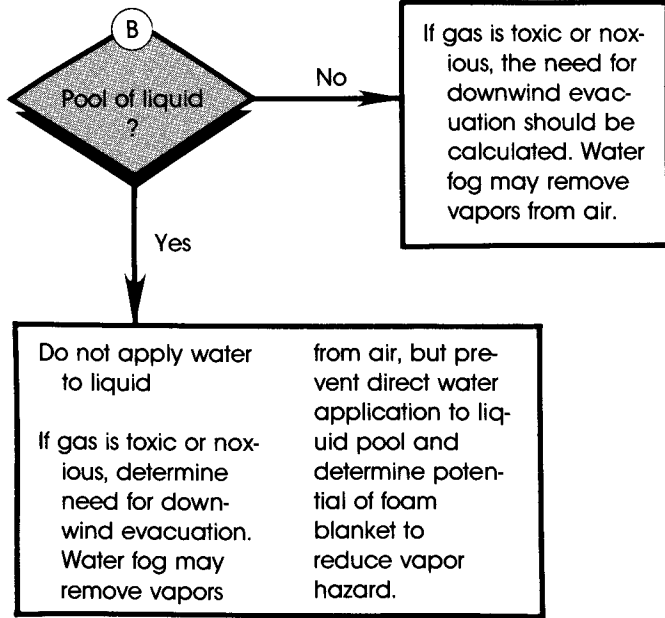 B
Pool of liquid
?
No
If gas is toxic or nox-
ious, the need for
downwind evac-
uation should be
calculated. Water
fog may remove
vapors from air.
Yes
Do not apply water
to liquid
If gas is toxic or nox-
ious, determine
need for down-
wind evacuation.
Water fog may
remove vapors
from air, but pre-
vent direct water
application to liq-
uid pool and
determine poten-
tial of foam
blanket to
reduce vapor
hazard.